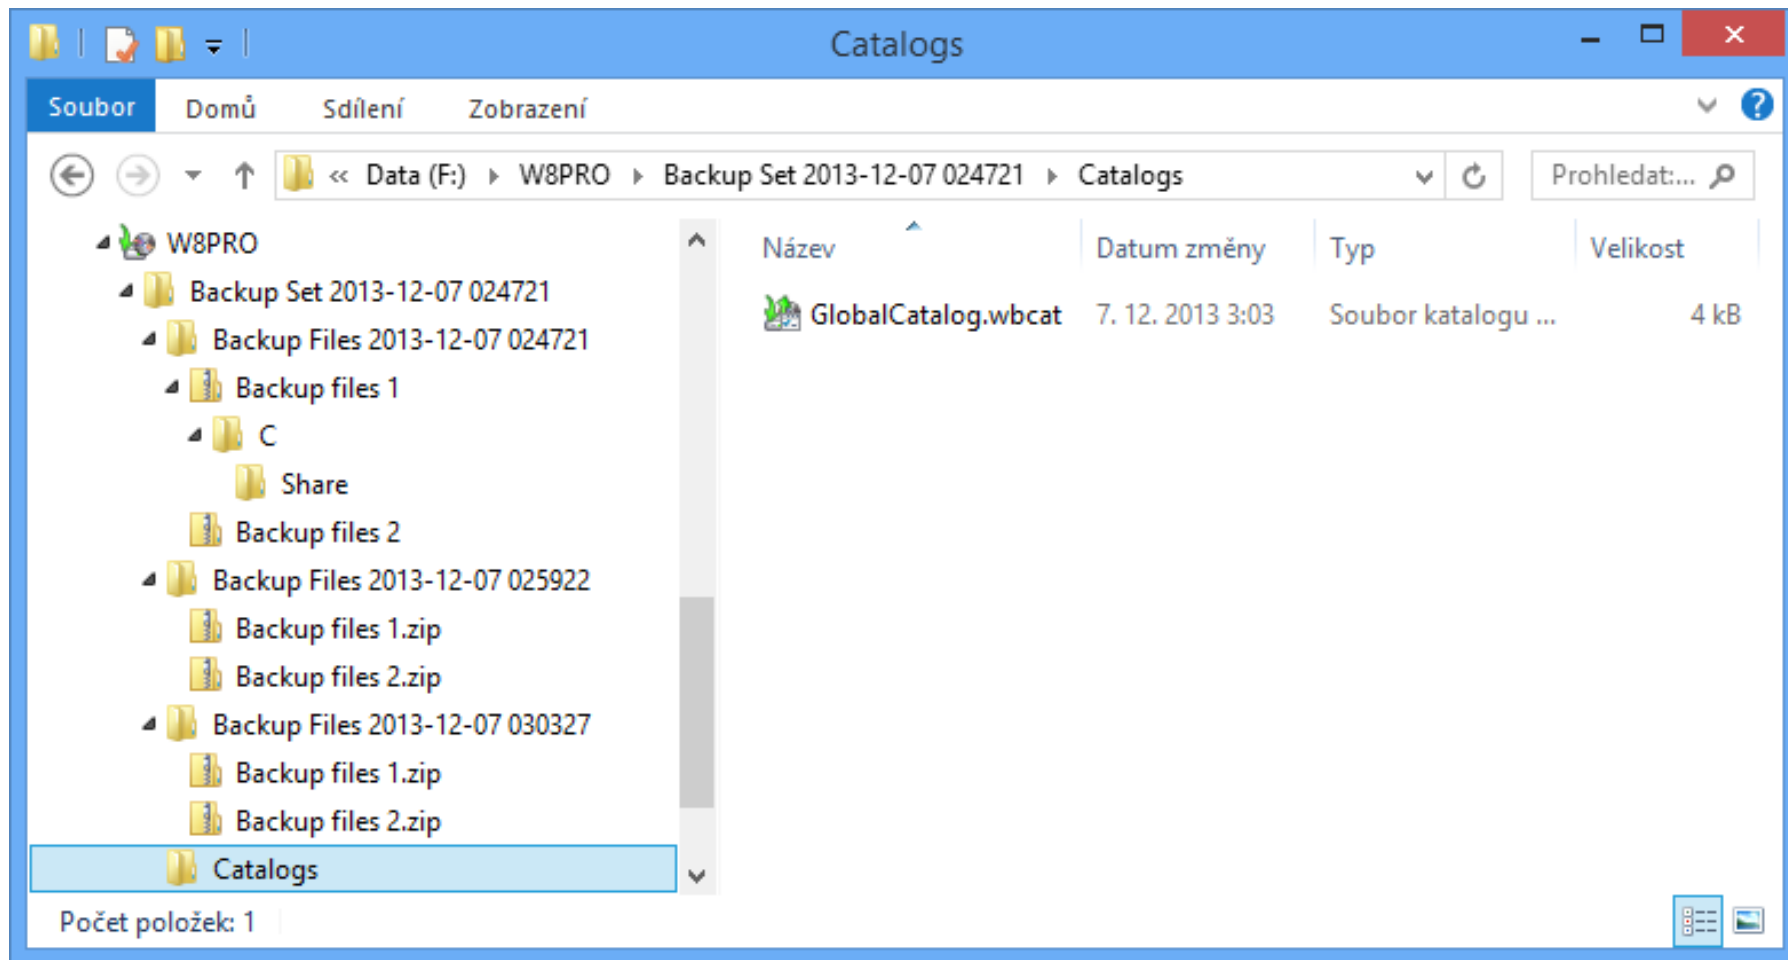 Catalogs
Soubor Domů Sdílení Zobrazení
« Data (F:) W8PRO Backup Set 2013-12-07 024721 Catalogs Prohledat:...
W8PRO
Backup Set 2013-12-07 024721
Backup Files 2013-12-07 024721
Backup files 1
C
Share
Backup files 2
Backup Files 2013-12-07 025922
Backup files 1.zip
Backup files 2.zip
Backup Files 2013-12-07 030327
Backup files 1.zip
Backup files 2.zip
Catalogs
Název Datum změny Typ Velikost
GlobalCatalog.wbcat 7. 12. 2013 3:03 Soubor katalogu ... 4 kB
Počet položek: 1